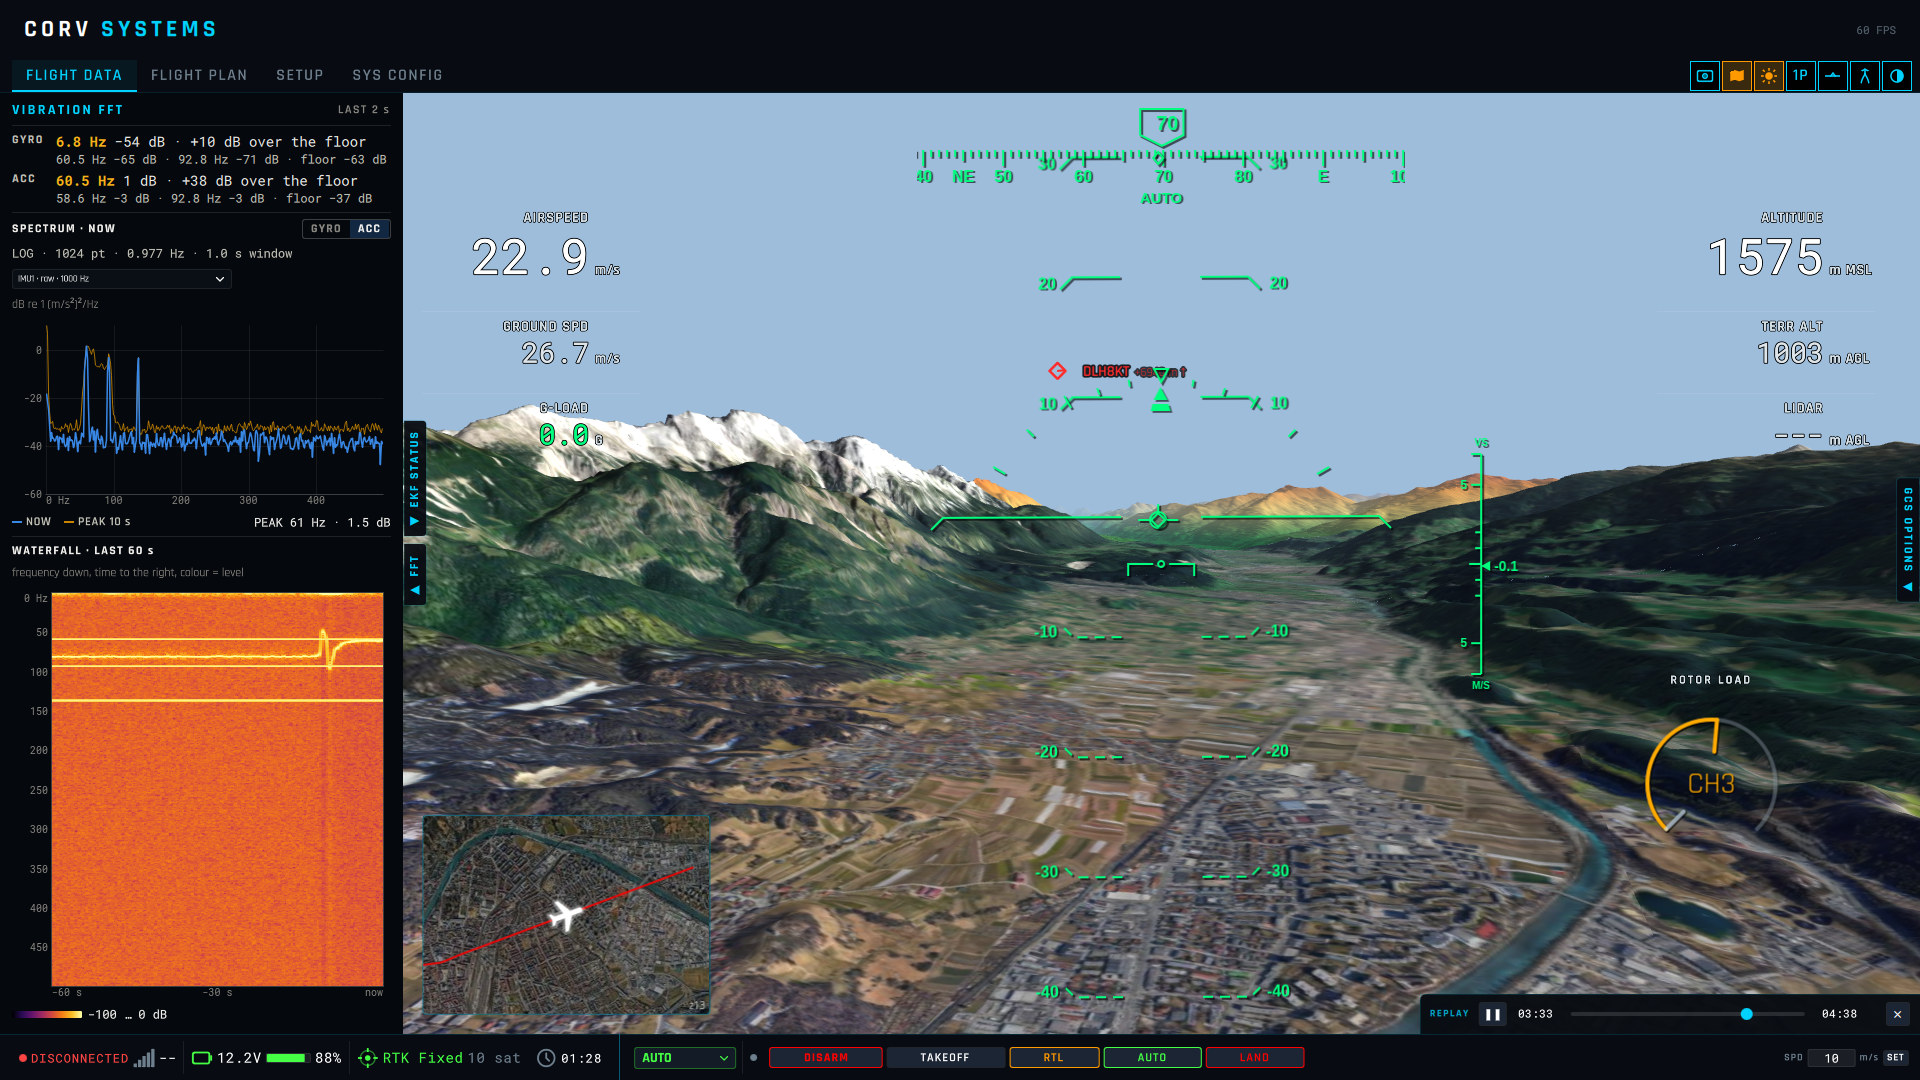 CORV SYSTEMS
60 FPS
FLIGHT DATA FLIGHT PLAN SETUP SYS CONFIG
1P
VIBRATION FFT LAST 2 s
GYRO 6.8 Hz -54 dB · +10 dB over the floor
60.5 Hz -65 dB · 92.8 Hz -71 dB · floor -63 dB
ACC 60.5 Hz 1 dB · +38 dB over the floor
58.6 Hz -3 dB · 92.8 Hz -3 dB · floor -37 dB
SPECTRUM · NOW GYRO ACC
LOG · 1024 pt · 0.977 Hz · 1.0 s window
IMU1 · raw · 1000 Hz
dB re 1 (m/s²)²/Hz
0
-20
-40
-60
0 Hz 100 200 300 400
NOW PEAK 10 s PEAK 61 Hz · 1.5 dB
WATERFALL · LAST 60 s
frequency down, time to the right, colour = level
0 Hz
50
100
150
200
250
300
350
400
450
-60 s -30 s now
-100 … 0 dB
EKF STATUS
FFT
AIRSPEED
22.9 m/s
GROUND SPD
26.7 m/s
G-LOAD
0.0 G
70
30 30
40 NE 50 60 70 80 E 10
AUTO
20 20
DLH8KT
10 10
-10 -10
-20 -20
-30 -30
-40 -40
VS
5
-0.1
5
M/S
ALTITUDE
1575 m MSL
TERR ALT
1003 m AGL
LIDAR
--- m AGL
GCS OPTIONS
ROTOR LOAD
CH3
z13
REPLAY 03:33 04:38
DISCONNECTED -- 12.2V 88% RTK Fixed 10 sat 01:28 AUTO DISARM TAKEOFF RTL AUTO LAND SPD 10 m/s SET